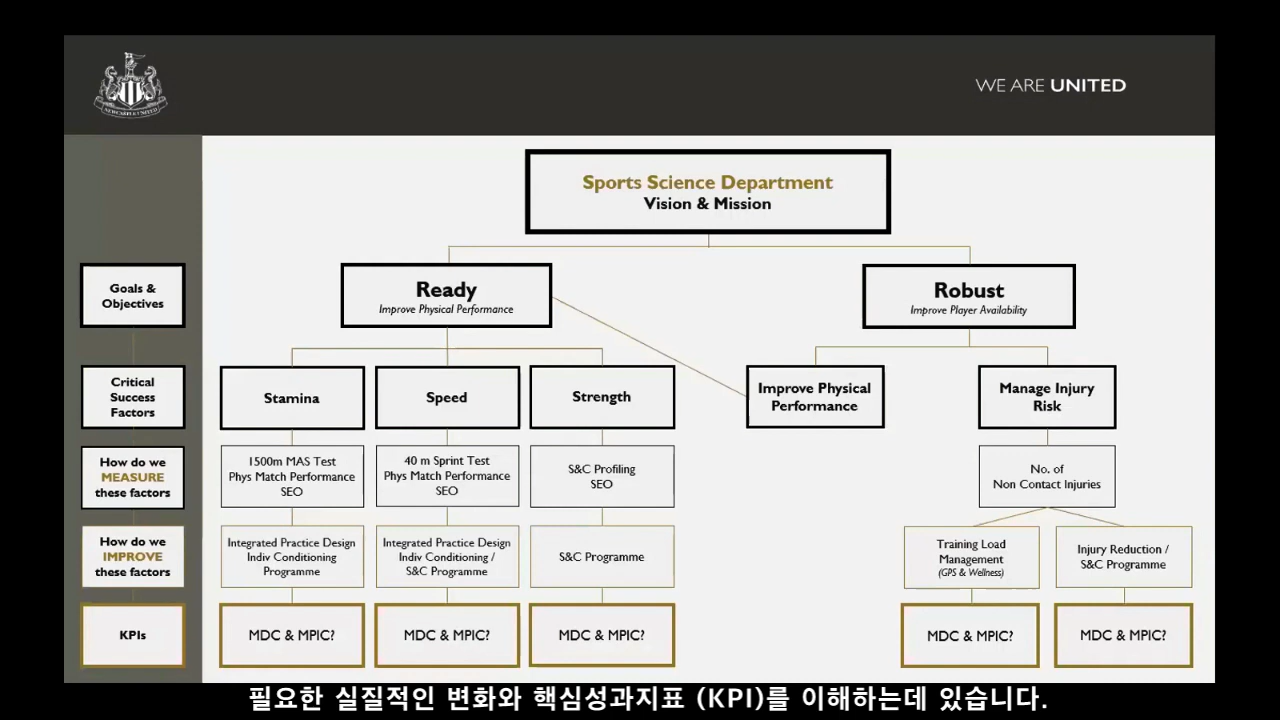 NEWCASTLE UNITED
WE ARE UNITED
Sports Science Department
Vision & Mission
Goals &
Objectives
Ready
Improve Physical Performance
Robust
Improve Player Availability
Critical
Success
Factors
Stamina
Speed
Strength
Improve Physical
Performance
Manage Injury
Risk
How do we
MEASURE
these factors
1500m MAS Test
Phys Match Performance
SEO
40 m Sprint Test
Phys Match Performance
SEO
S&C Profiling
SEO
No. of
Non Contact Injuries
How do we
IMPROVE
these factors
Integrated Practice Design
Indiv Conditioning
Programme
Integrated Practice Design
Indiv Conditioning /
S&C Programme
S&C Programme
Training Load
Management
(GPS & Wellness)
Injury Reduction /
S&C Programme
KPIs
MDC & MPIC?
MDC & MPIC?
MDC & MPIC?
MDC & MPIC?
MDC & MPIC?
필요한 실질적인 변화와 핵심성과지표 (KPI)를 이해하는데 있습니다.